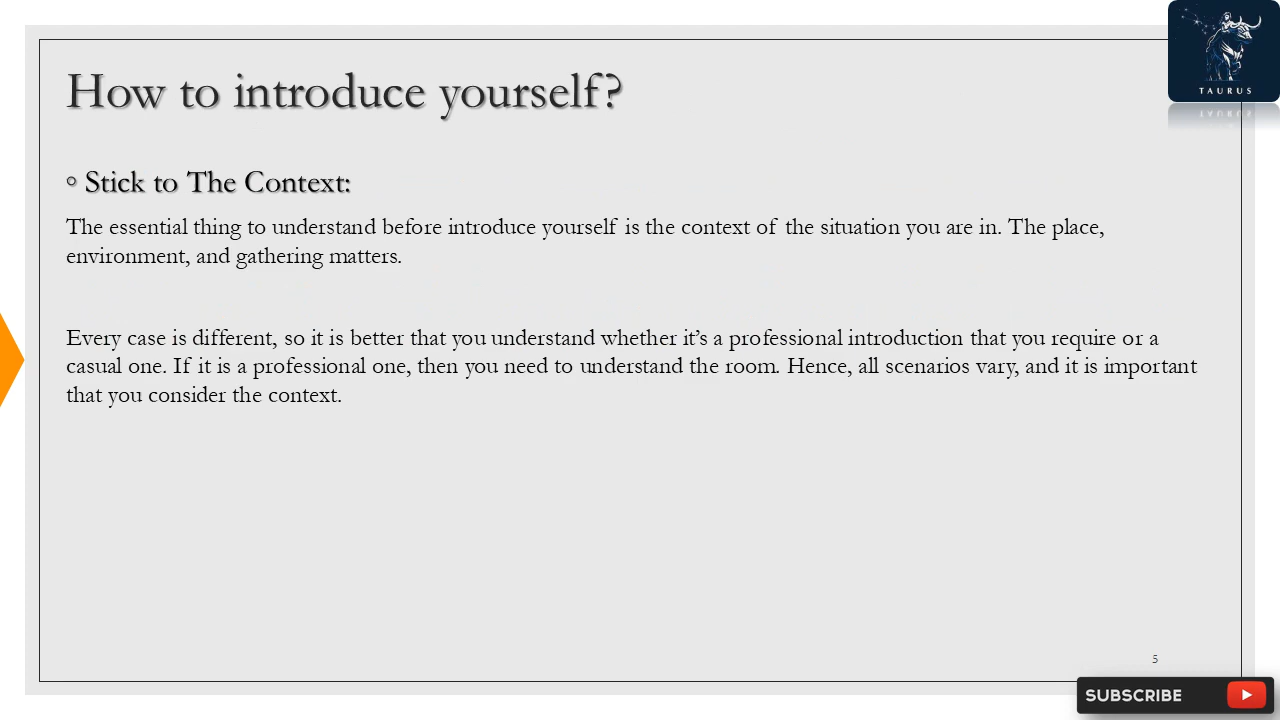 TAURUS
How to introduce yourself?
◦ Stick to The Context:
The essential thing to understand before introduce yourself is the context of the situation you are in. The place,
environment, and gathering matters.
Every case is different, so it is better that you understand whether it’s a professional introduction that you require or a
casual one. If it is a professional one, then you need to understand the room. Hence, all scenarios vary, and it is important
that you consider the context.
5
SUBSCRIBE